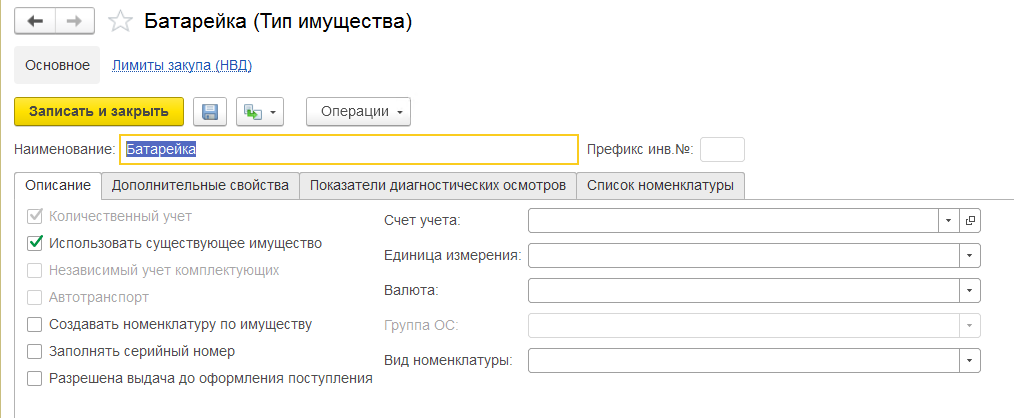 Батарейка (Тип имущества)
Основное Лимиты закупа (НВД)
Записать и закрыть Операции
Наименование: Батарейка Префикс инв.№:
Описание Дополнительные свойства Показатели диагностических осмотров Список номенклатуры
Количественный учет
Использовать существующее имущество
Независимый учет комплектующих
Автотранспорт
Создавать номенклатуру по имуществу
Заполнять серийный номер
Разрешена выдача до оформления поступления
Счет учета:
Единица измерения:
Валюта:
Группа ОС:
Вид номенклатуры: